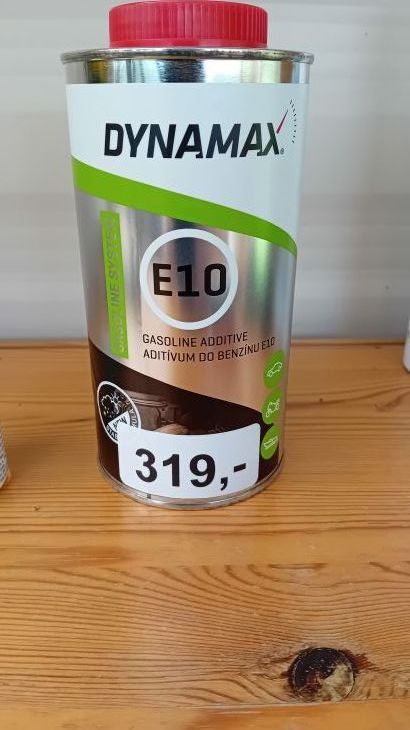 DYNAMAX®
GASOLINE SYSTEM
E10
GASOLINE ADDITIVE
ADITÍVUM DO BENZÍNU E10
319,-